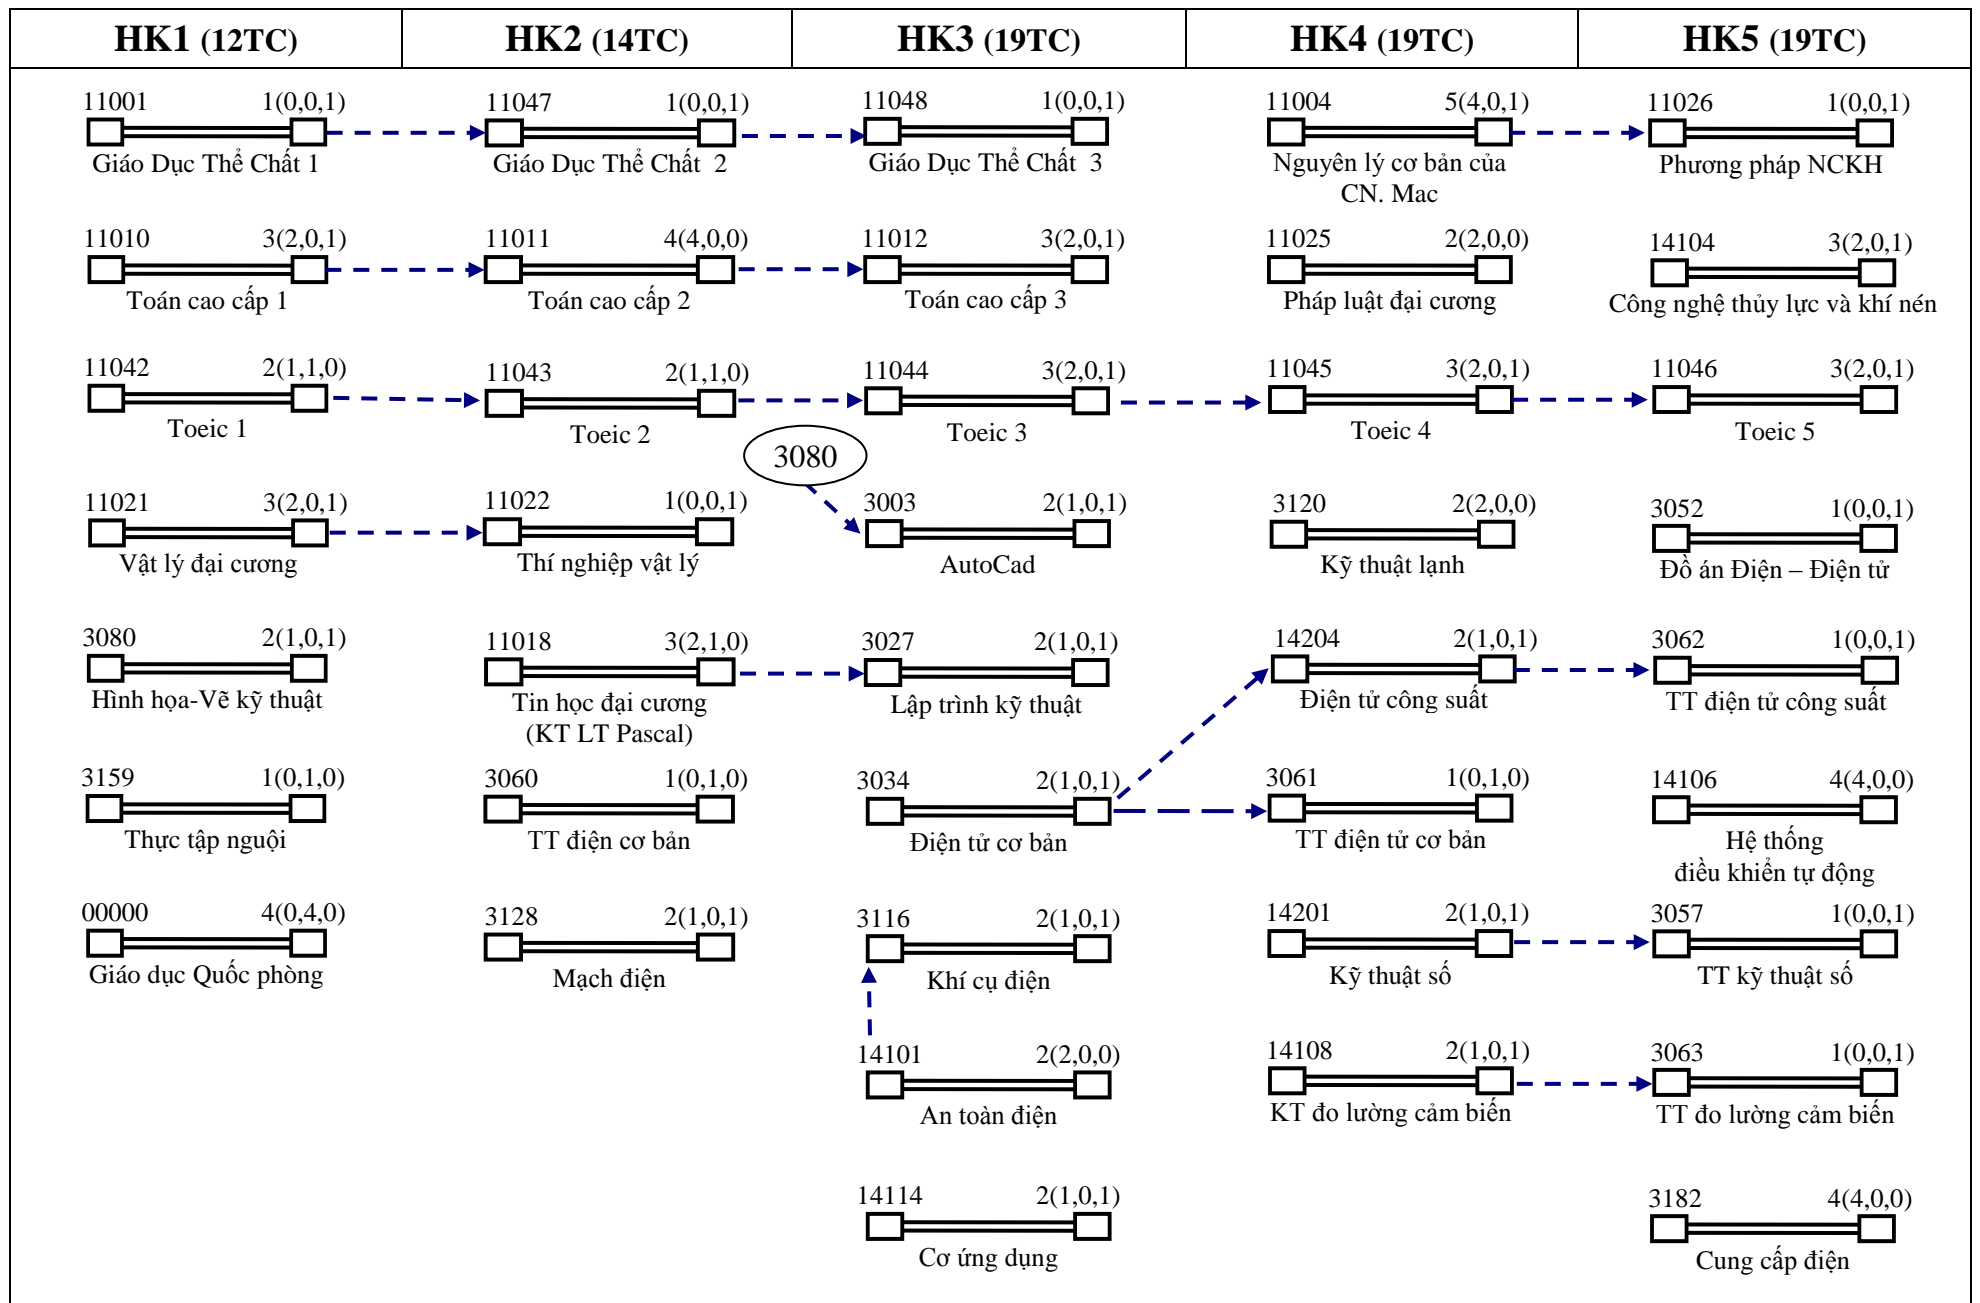 HK1 (12TC)
HK2 (14TC)
HK3 (19TC)
HK4 (19TC)
HK5 (19TC)
11001 1(0,0,1)
Giáo Dục Thể Chất 1
11047 1(0,0,1)
Giáo Dục Thể Chất 2
11048 1(0,0,1)
Giáo Dục Thể Chất 3
11004 5(4,0,1)
Nguyên lý cơ bản của
CN. Mac
11026 1(0,0,1)
Phương pháp NCKH
11010 3(2,0,1)
Toán cao cấp 1
11011 4(4,0,0)
Toán cao cấp 2
11012 3(2,0,1)
Toán cao cấp 3
11025 2(2,0,0)
Pháp luật đại cương
14104 3(2,0,1)
Công nghệ thủy lực và khí nén
11042 2(1,1,0)
Toeic 1
11043 2(1,1,0)
Toeic 2
11044 3(2,0,1)
Toeic 3
11045 3(2,0,1)
Toeic 4
11046 3(2,0,1)
Toeic 5
3080
11021 3(2,0,1)
Vật lý đại cương
11022 1(0,0,1)
Thí nghiệp vật lý
3003 2(1,0,1)
AutoCad
3120 2(2,0,0)
Kỹ thuật lạnh
3052 1(0,0,1)
Đồ án Điện – Điện tử
3080 2(1,0,1)
Hình họa-Vẽ kỹ thuật
11018 3(2,1,0)
Tin học đại cương
(KT LT Pascal)
3027 2(1,0,1)
Lập trình kỹ thuật
14204 2(1,0,1)
Điện tử công suất
3062 1(0,0,1)
TT điện tử công suất
3159 1(0,1,0)
Thực tập nguội
3060 1(0,1,0)
TT điện cơ bản
3034 2(1,0,1)
Điện tử cơ bản
3061 1(0,1,0)
TT điện tử cơ bản
14106 4(4,0,0)
Hệ thống
điều khiển tự động
00000 4(0,4,0)
Giáo dục Quốc phòng
3128 2(1,0,1)
Mạch điện
3116 2(1,0,1)
Khí cụ điện
14201 2(1,0,1)
Kỹ thuật số
3057 1(0,0,1)
TT kỹ thuật số
14101 2(2,0,0)
An toàn điện
14108 2(1,0,1)
KT đo lường cảm biến
3063 1(0,0,1)
TT đo lường cảm biến
14114 2(1,0,1)
Cơ ứng dụng
3182 4(4,0,0)
Cung cấp điện